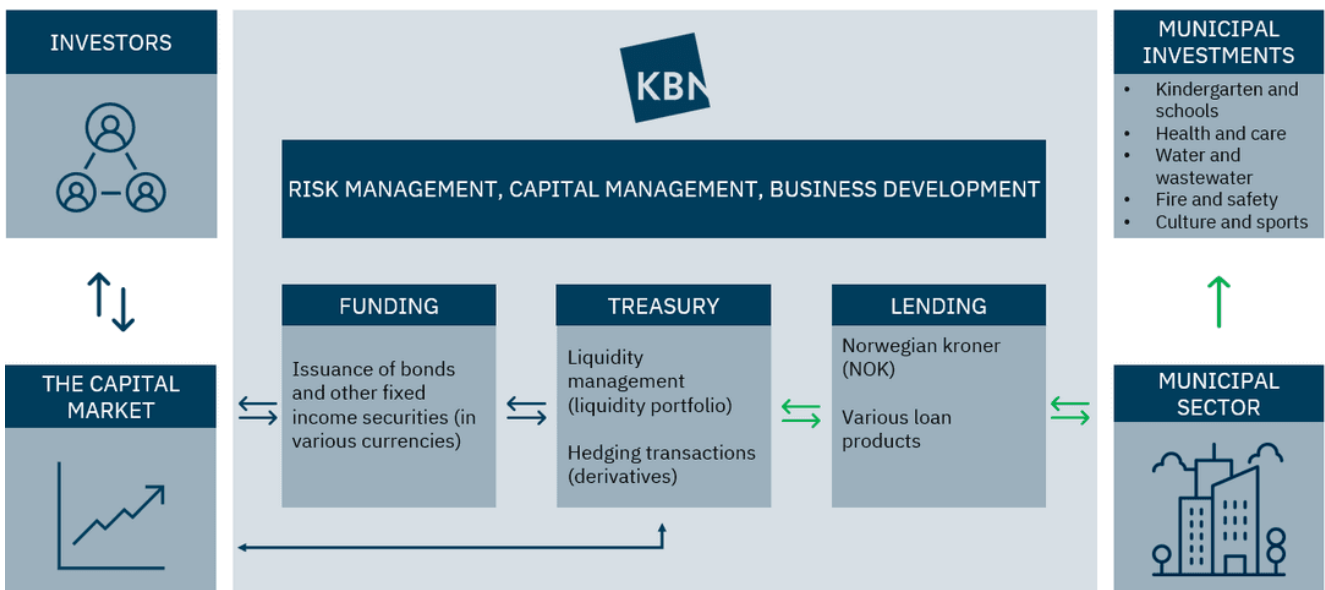 INVESTORS
KBN
RISK MANAGEMENT, CAPITAL MANAGEMENT, BUSINESS DEVELOPMENT
MUNICIPAL
INVESTMENTS
• Kindergarten and
schools
• Health and care
• Water and
wastewater
• Fire and safety
• Culture and sports
THE CAPITAL
MARKET
FUNDING
Issuance of bonds
and other fixed
income securities (in
various currencies)
TREASURY
Liquidity
management
(liquidity portfolio)
Hedging transactions
(derivatives)
LENDING
Norwegian kroner
(NOK)
Various loan
products
MUNICIPAL
SECTOR